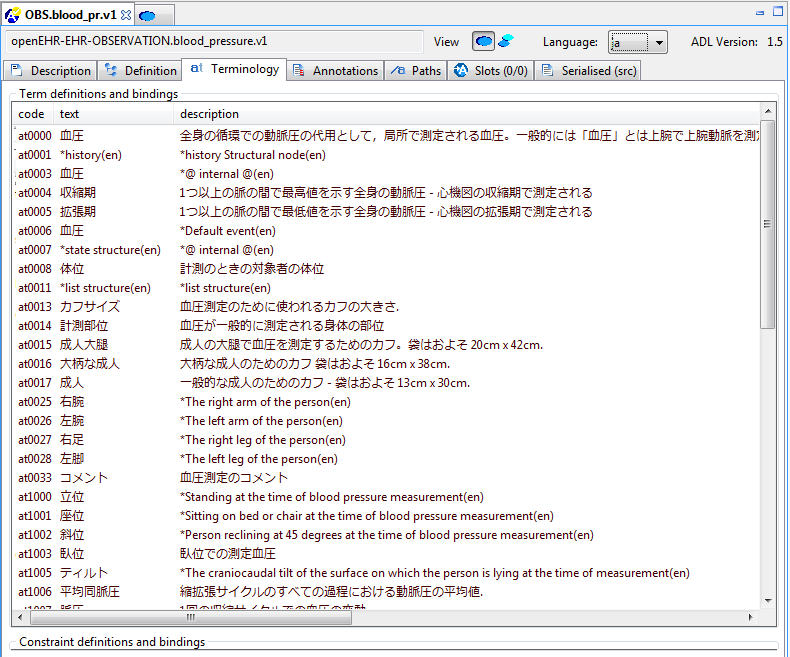 OBS.blood_pr.v1
openEHR-EHR-OBSERVATION.blood_pressure.v1 View Language: ja ADL Version: 1.5
Description Definition Terminology Annotations Paths Slots (0/0) Serialised (src)
Term definitions and bindings
code text description
at0000 血圧 全身の循環での動脈圧の代用として，局所で測定される血圧。一般的には「血圧」とは上腕で上腕動脈を測
at0001 *history(en) *history Structural node(en)
at0003 血圧 *@ internal @(en)
at0004 収縮期 1つ以上の脈の間で最高値を示す全身の動脈圧 - 心機図の収縮期で測定される
at0005 拡張期 1つ以上の脈の間で最低値を示す全身の動脈圧 - 心機図の拡張期で測定される
at0006 血圧 *Default event(en)
at0007 *state structure(en) *@ internal @(en)
at0008 体位 計測のときの対象者の体位
at0011 *list structure(en) *list structure(en)
at0013 カフサイズ 血圧測定のために使われるカフの大きさ.
at0014 計測部位 血圧が一般的に測定される身体の部位
at0015 成人大腿 成人の大腿で血圧を測定するためのカフ。袋はおよそ 20cm x 42cm.
at0016 大柄な成人 大柄な成人のためのカフ 袋はおよそ 16cm x 38cm.
at0017 成人 一般的な成人のためのカフ - 袋はおよそ 13cm x 30cm.
at0025 右腕 *The right arm of the person(en)
at0026 左腕 *The left arm of the person(en)
at0027 右足 *The right leg of the person(en)
at0028 左脚 *The left leg of the person(en)
at0033 コメント 血圧測定のコメント
at1000 立位 *Standing at the time of blood pressure measurement(en)
at1001 座位 *Sitting on bed or chair at the time of blood pressure measurement(en)
at1002 斜位 *Person reclining at 45 degrees at the time of blood pressure measurement(en)
at1003 臥位 臥位での測定血圧
at1005 ティルト *The craniocaudal tilt of the surface on which the person is lying at the time of measurement(en)
at1006 平均同脈圧 縮拡張サイクルのすべての過程における動脈圧の平均値.
at1007 脈圧 1回の収縮サイクルでの血圧の変動
Constraint definitions and bindings